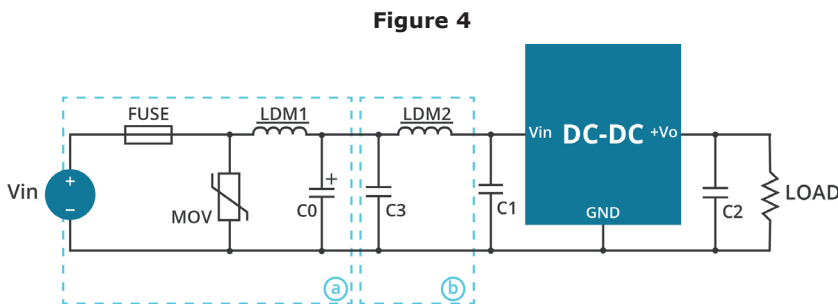 Figure 4
FUSE
LDM1
LDM2
Vin
+
−
MOV
+
C0
C3
C1
Vin
DC-DC
+Vo
GND
C2
LOAD
a
b